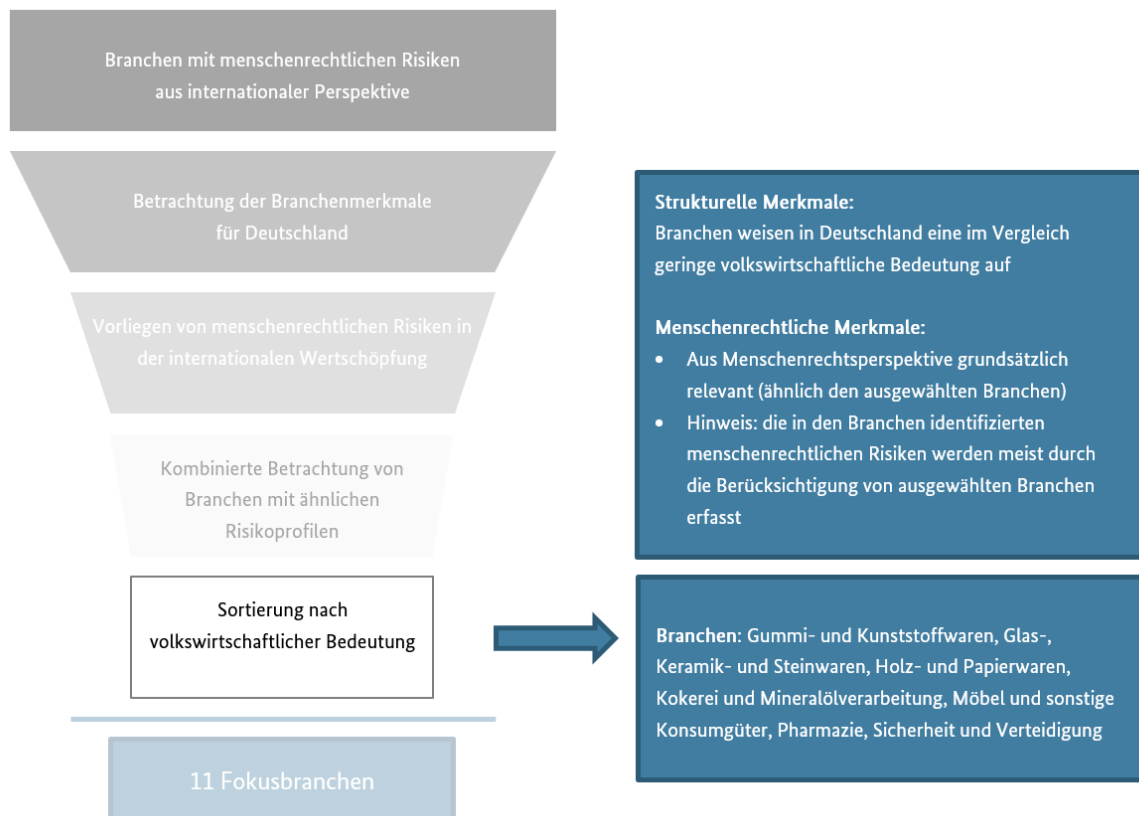 Branchen mit menschenrechtlichen Risiken
aus internationaler Perspektive
Betrachtung der Branchenmerkmale
für Deutschland
Vorliegen von menschenrechtlichen Risiken in
der internationalen Wertschöpfung
Kombinierte Betrachtung von
Branchen mit ähnlichen
Risikoprofilen
Sortierung nach
volkswirtschaftlicher Bedeutung
11 Fokusbranchen
Strukturelle Merkmale:
Branchen weisen in Deutschland eine im Vergleich
geringe volkswirtschaftliche Bedeutung auf
Menschenrechtliche Merkmale:
• Aus Menschenrechtsperspektive grundsätzlich
relevant (ähnlich den ausgewählten Branchen)
• Hinweis: die in den Branchen identifizierten
menschenrechtlichen Risiken werden meist durch
die Berücksichtigung von ausgewählten Branchen
erfasst
Branchen: Gummi- und Kunststoffwaren, Glas-,
Keramik- und Steinwaren, Holz- und Papierwaren,
Kokerei und Mineralölverarbeitung, Möbel und sonstige
Konsumgüter, Pharmazie, Sicherheit und Verteidigung